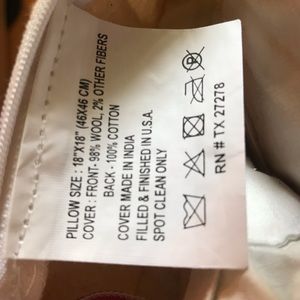 PILLOW SIZE : 18"X18" (46X46 CM)
COVER : FRONT- 98% WOOL, 2% OTHER FIBERS
BACK - 100% COTTON
COVER MADE IN INDIA
FILLED & FINISHED IN U.S.A.
SPOT CLEAN ONLY
RN # TX 27278